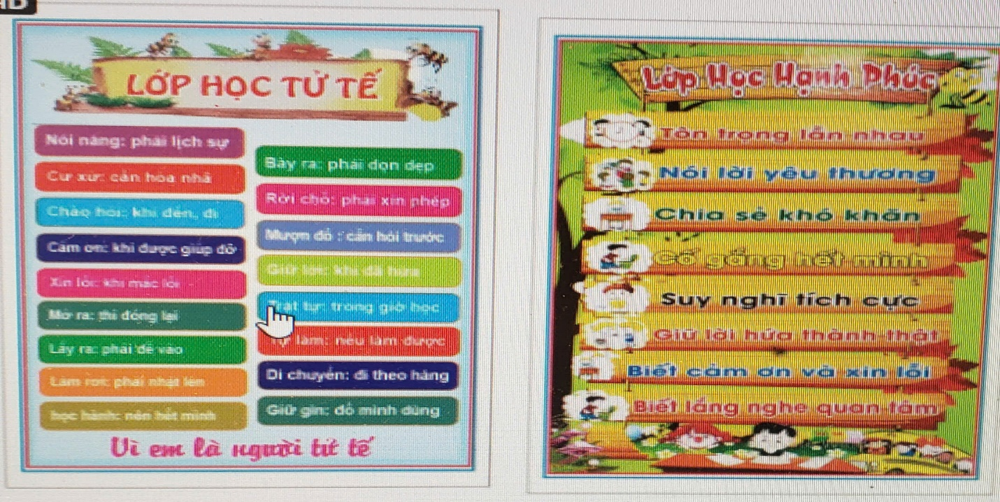 LỚP HỌC TỬ TẾ
Nói năng: phải lịch sự
Cư xử: cần hòa nhã
Chào hỏi: khi đến, đi
Cảm ơn: khi được giúp đỡ
Xin lỗi: khi mắc lỗi
Mở ra: thì đóng lại
Lấy ra: phải để vào
Làm rơi: phải nhặt lên
học hành: nên hết mình
Bày ra: phải dọn dẹp
Rời chỗ: phải xin phép
Mượn đồ : cần hỏi trước
Giữ lời: khi đã hứa
Trật tự: trong giờ học
Tự làm: nếu làm được
Di chuyển: đi theo hàng
Giữ gìn: đồ mình dùng
Vì em là người tử tế
Lớp Học Hạnh Phúc
Tôn trọng lẫn nhau
Nói lời yêu thương
Chia sẻ khó khăn
Cố gắng hết mình
Suy nghĩ tích cực
Giữ lời hứa thành thật
Biết cảm ơn và xin lỗi
Biết lắng nghe quan tâm